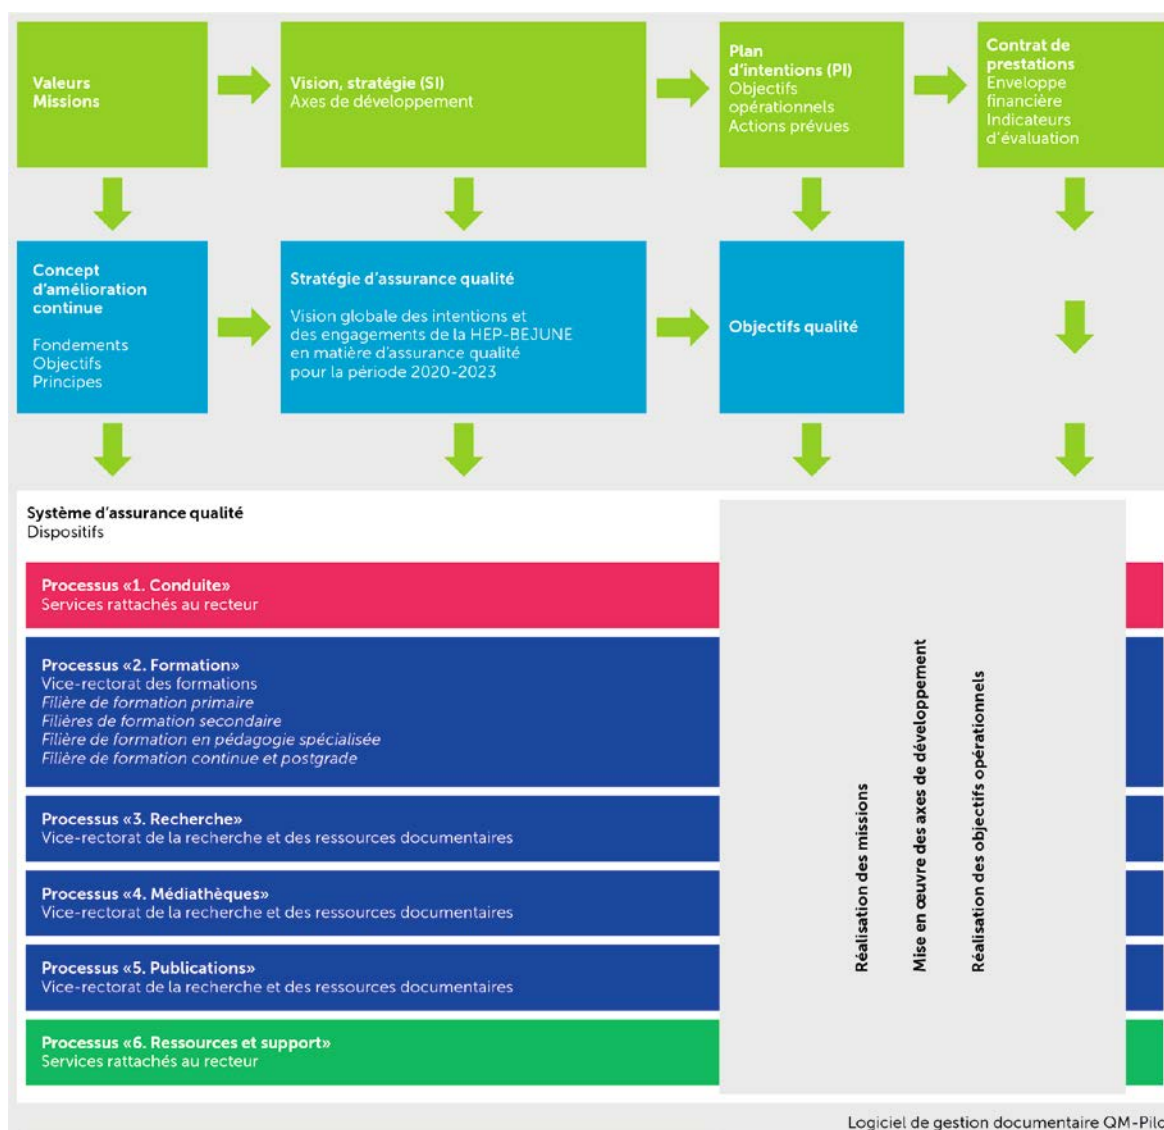 Valeurs
Missions
Vision, stratégie (SI)
Axes de développement
Plan
d'intentions (PI)
Objectifs
opérationnels
Actions prévues
Contrat de
prestations
Enveloppe
financière
Indicateurs
d'évaluation
Concept
d'amélioration
continue
Fondements
Objectifs
Principes
Stratégie d'assurance qualité
Vision globale des intentions et
des engagements de la HEP-BEJUNE
en matière d'assurance qualité
pour la période 2020-2023
Objectifs qualité
Système d'assurance qualité
Dispositifs
Processus «1. Conduite»
Services rattachés au recteur
Processus «2. Formation»
Vice-rectorat des formations
Filière de formation primaire
Filières de formation secondaire
Filière de formation en pédagogie spécialisée
Filière de formation continue et postgrade
Processus «3. Recherche»
Vice-rectorat de la recherche et des ressources documentaires
Processus «4. Médiathèques»
Vice-rectorat de la recherche et des ressources documentaires
Processus «5. Publications»
Vice-rectorat de la recherche et des ressources documentaires
Processus «6. Ressources et support»
Services rattachés au recteur
Réalisation des missions
Mise en œuvre des axes de développement
Réalisation des objectifs opérationnels
Logiciel de gestion documentaire QM-Pilo